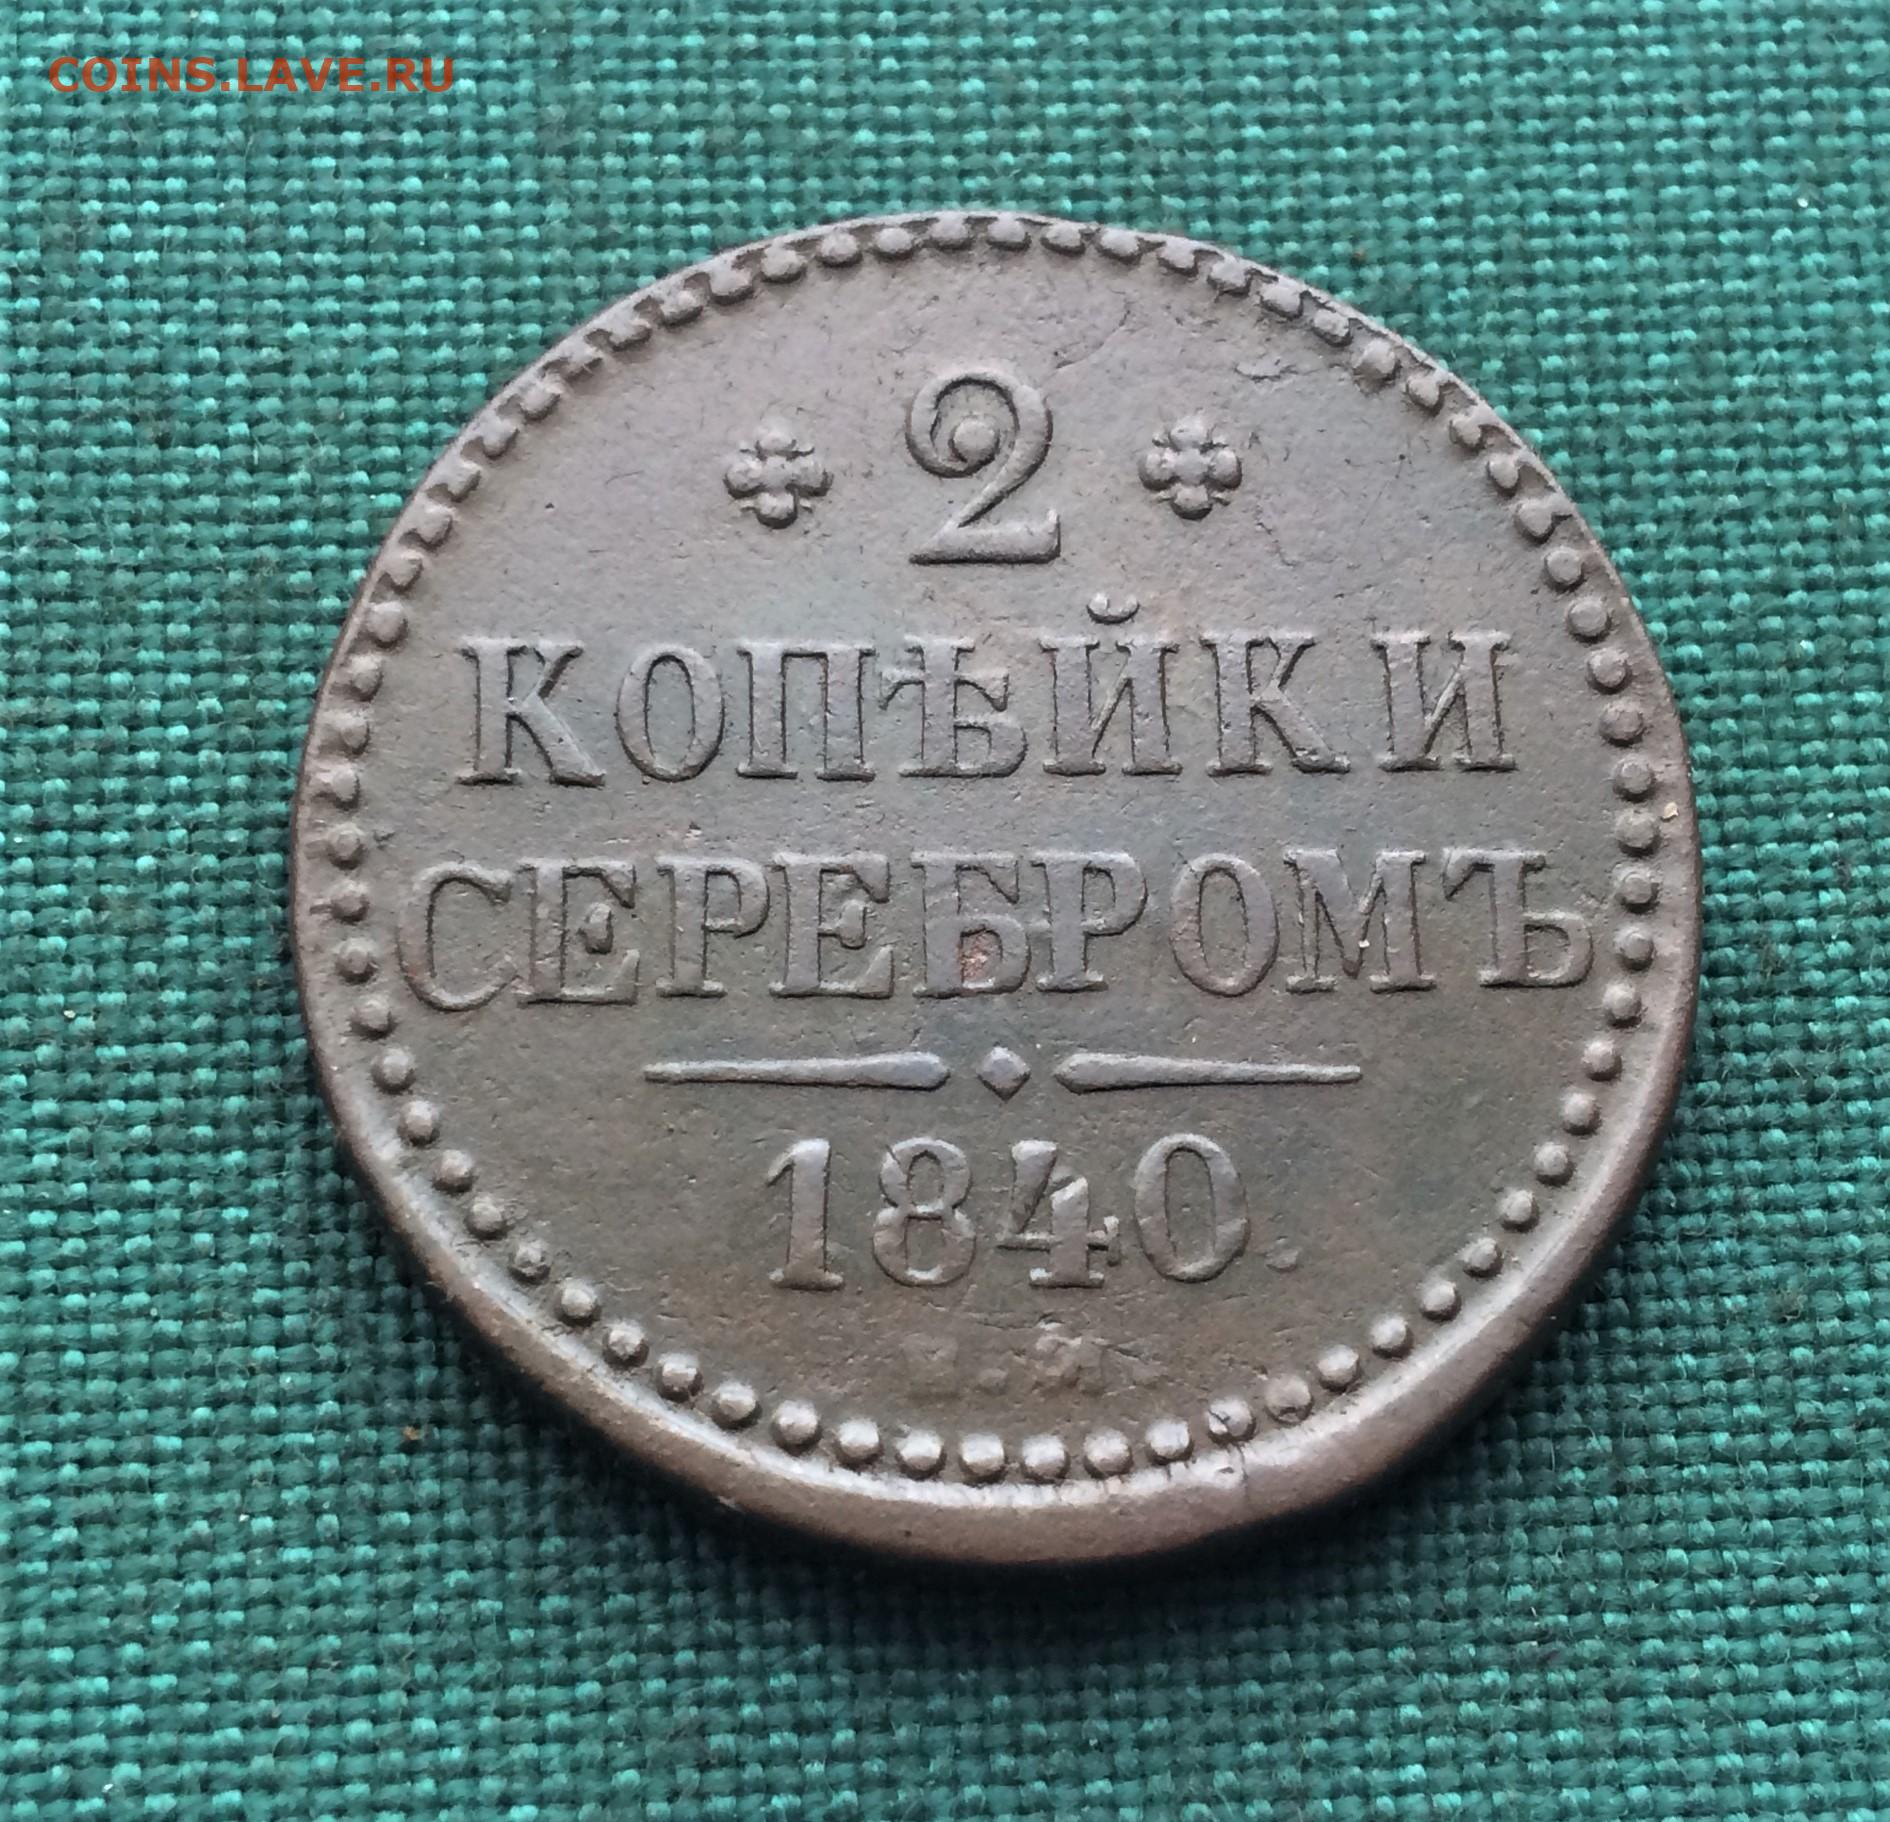 COINS.LAVE.RU
2
КОПѢЙКИ
СЕРЕБРОМЪ
1840.